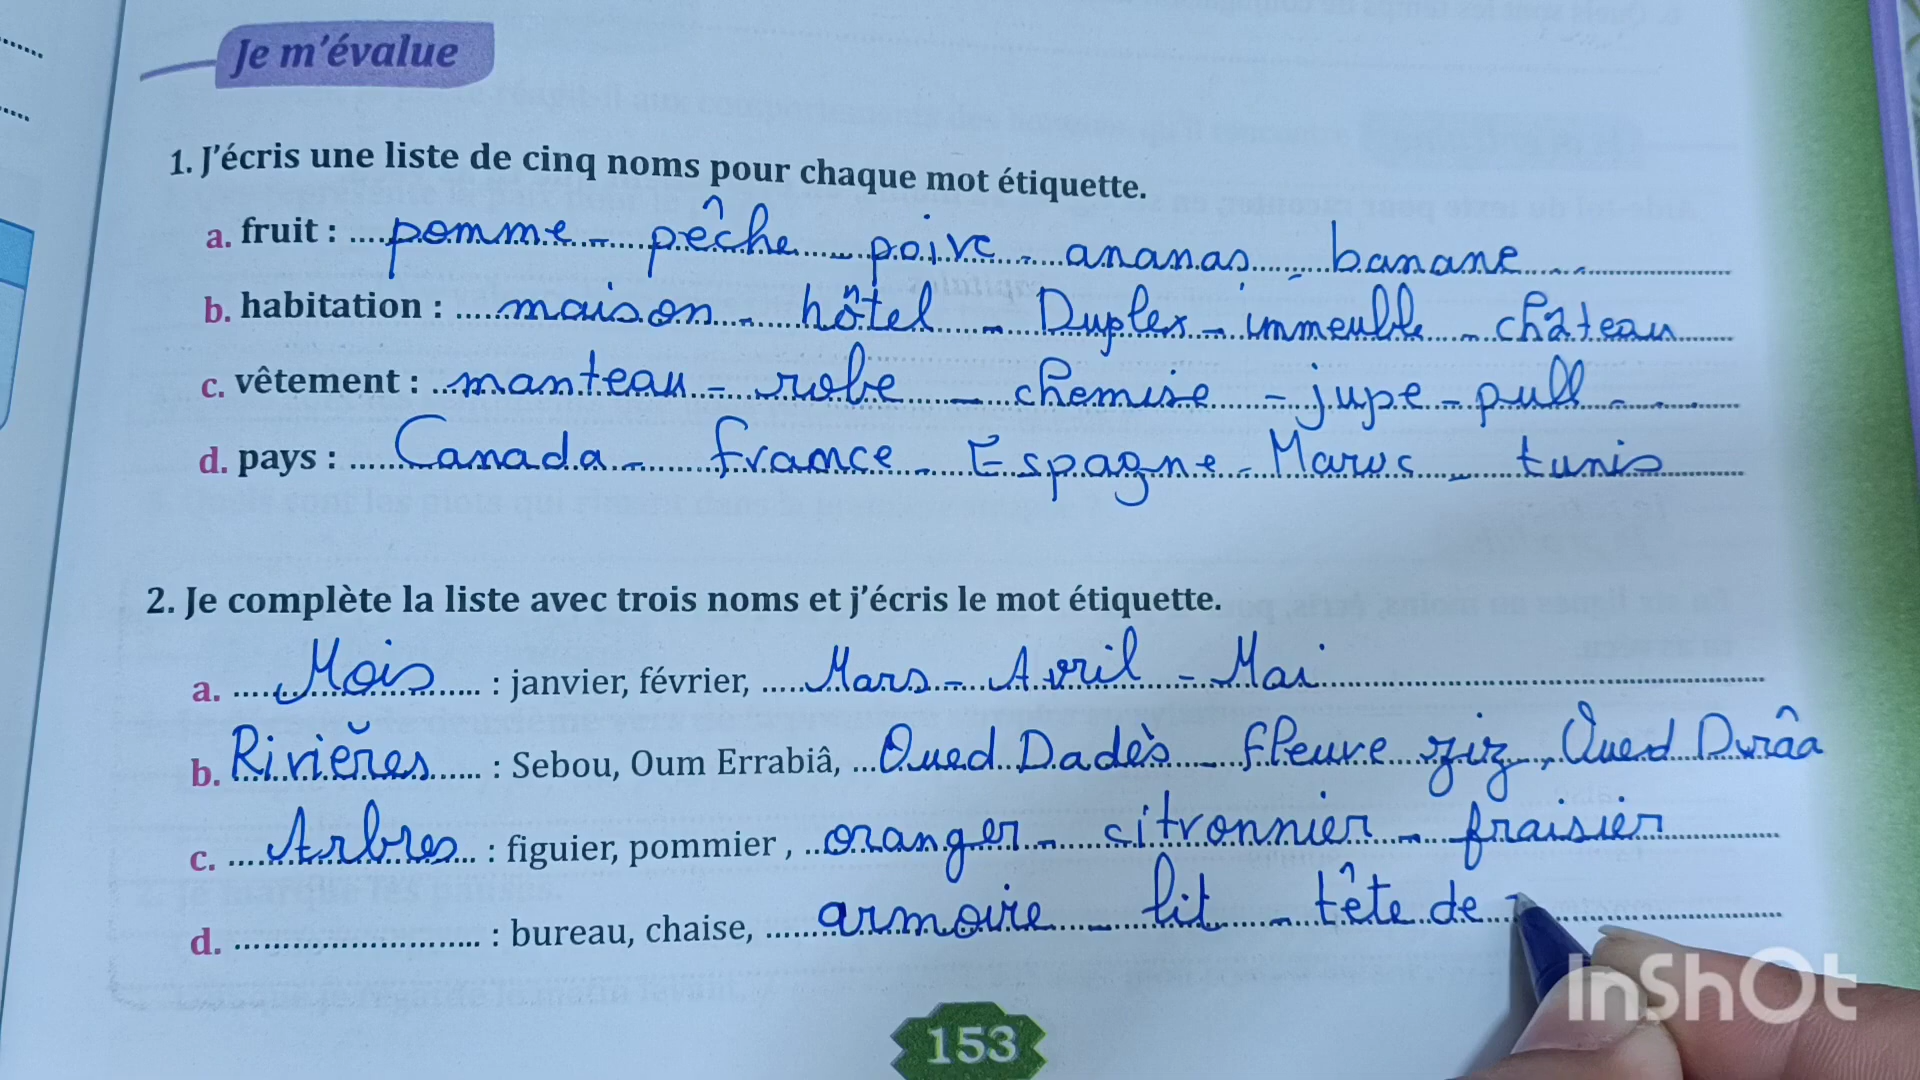 Je m'évalue
1. J'écris une liste de cinq noms pour chaque mot étiquette.
a. fruit : pomme - pêche - poire - ananas - banane
b. habitation : maison - hôtel - Duplex - immeuble - château
c. vêtement : manteau - robe - chemise - jupe - pull -
d. pays : Canada - france - Espagne - Maroc - tunis
2. Je complète la liste avec trois noms et j'écris le mot étiquette.
a. Mois : janvier, février, Mars - Avril - Mai
b. Rivières : Sebou, Oum Errabiâ, Oued Dadès - fleuve ziz, Oued Drâa
c. Arbres : figuier, pommier , oranger - citronnier - fraisier
d. : bureau, chaise, armoire - lit - tête de
InShOt
153